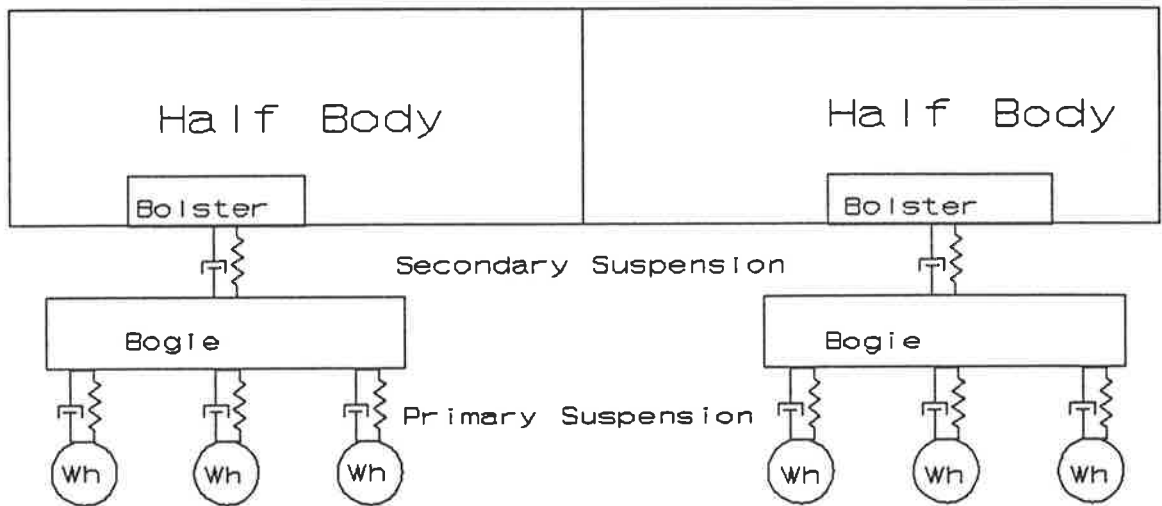 Half Body
Half Body
Bolster
Bolster
Secondary Suspension
Bogie
Bogie
Primary Suspension
Wh
Wh
Wh
Wh
Wh
Wh